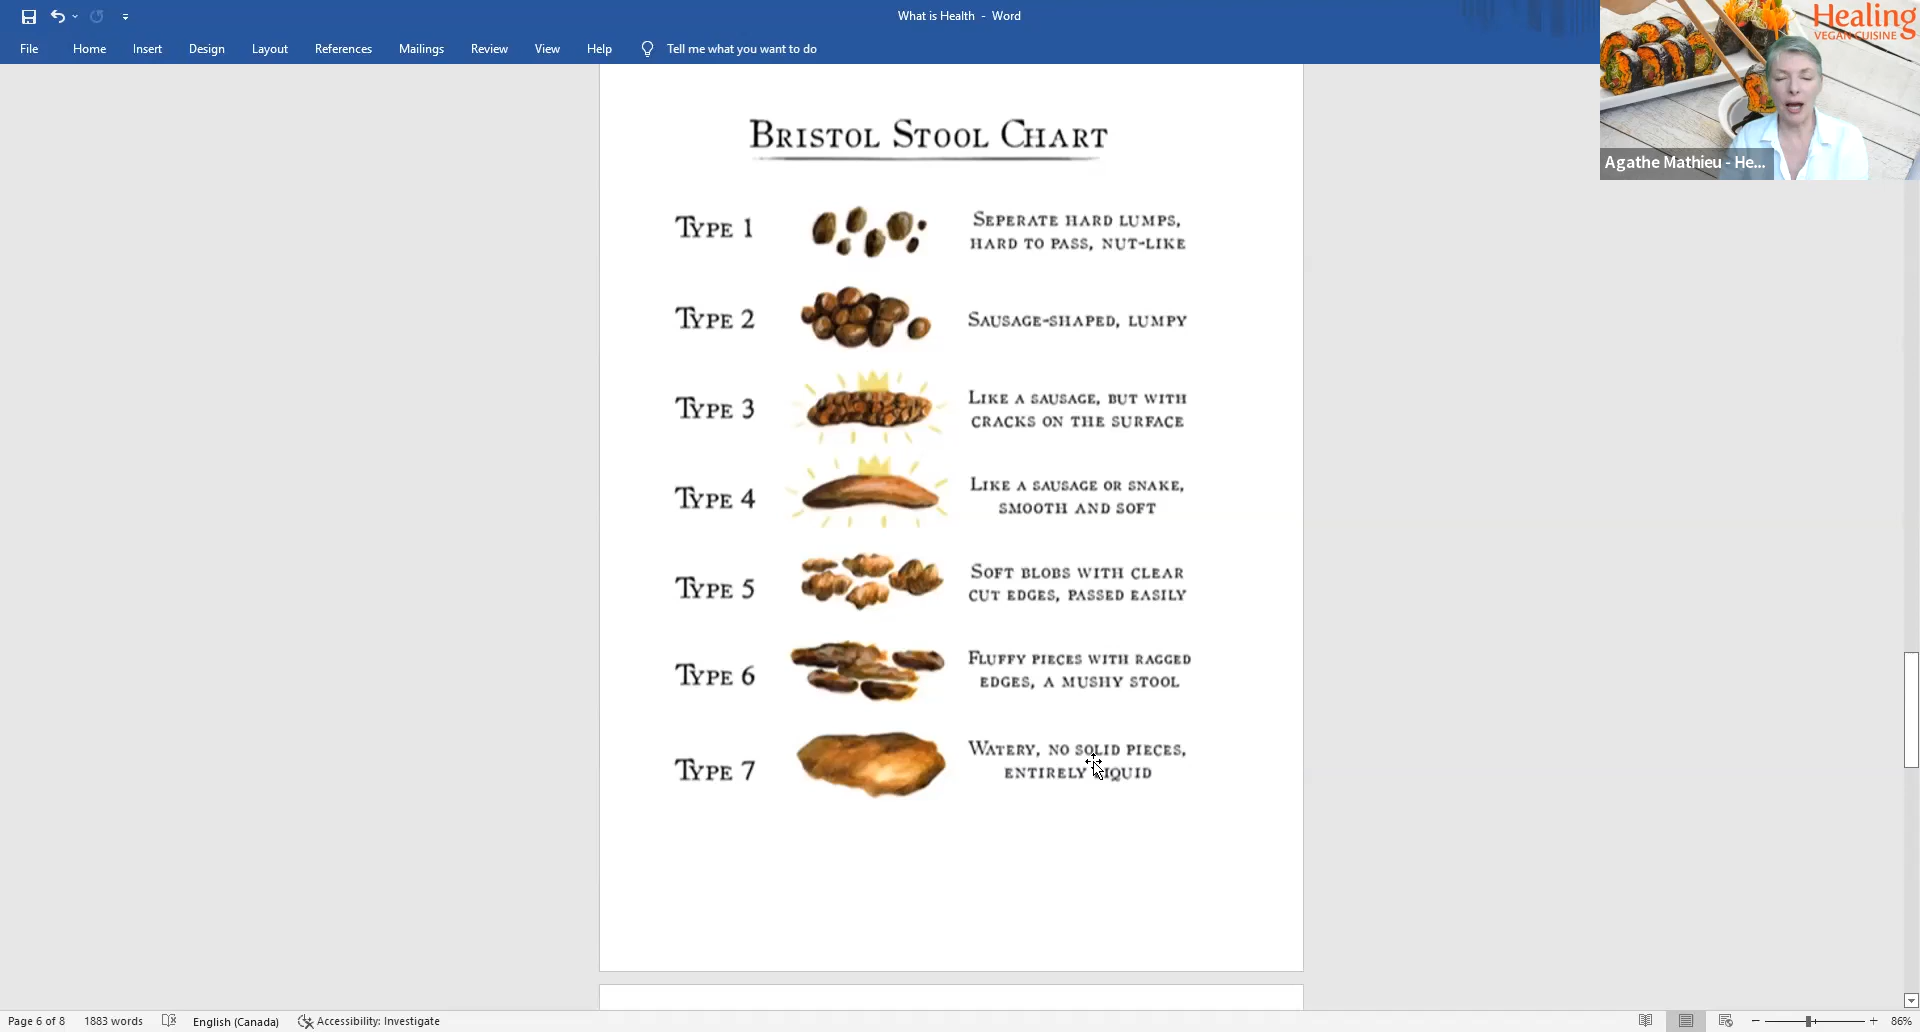 What is Health - Word
File Home Insert Design Layout References Mailings Review View Help Tell me what you want to do
Healing
VEGAN CUISINE
Agathe Mathieu - He...
BRISTOL STOOL CHART
TYPE 1
SEPERATE HARD LUMPS,
HARD TO PASS, NUT-LIKE
TYPE 2
SAUSAGE-SHAPED, LUMPY
TYPE 3
LIKE A SAUSAGE, BUT WITH
CRACKS ON THE SURFACE
TYPE 4
LIKE A SAUSAGE OR SNAKE,
SMOOTH AND SOFT
TYPE 5
SOFT BLOBS WITH CLEAR
CUT EDGES, PASSED EASILY
TYPE 6
FLUFFY PIECES WITH RAGGED
EDGES, A MUSHY STOOL
TYPE 7
WATERY, NO SOLID PIECES,
ENTIRELY LIQUID
Page 6 of 8 1883 words English (Canada) Accessibility: Investigate 86%